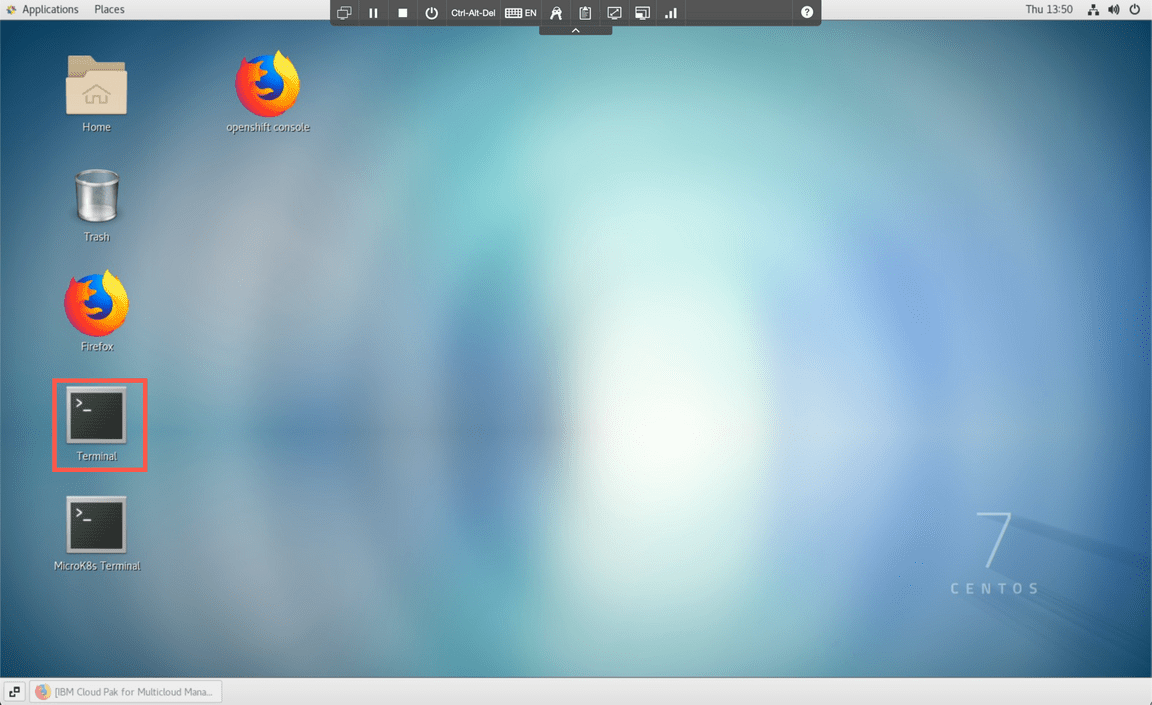 Applications Places
Ctrl-Alt-Del EN
?
Thu 13:50
Home
openshift console
Trash
Firefox
>_
Terminal
>_
MicroK8s Terminal
7
CENTOS
[IBM Cloud Pak for Multicloud Mana...